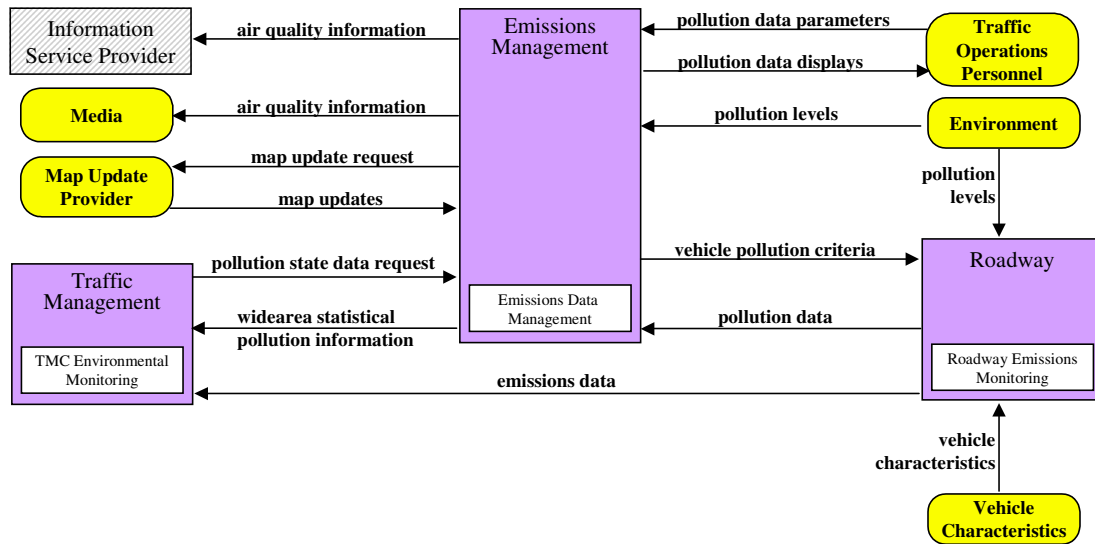 Information
Service Provider
air quality information
Emissions
Management
pollution data parameters
Traffic
Operations
Personnel
pollution data displays
Media
air quality information
pollution levels
Environment
Map Update
Provider
map update request
map updates
pollution
levels
Traffic
Management
pollution state data request
vehicle pollution criteria
Roadway
Emissions Data
Management
widearea statistical
pollution information
pollution data
TMC Environmental
Monitoring
emissions data
Roadway Emissions
Monitoring
vehicle
characteristics
Vehicle
Characteristics